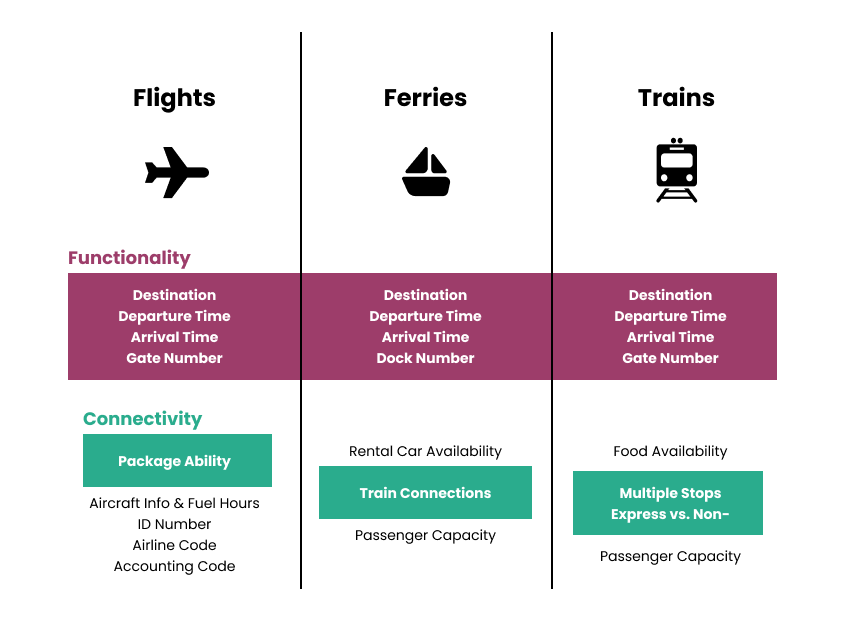 Flights
Ferries
Trains
Functionality
Destination
Departure Time
Arrival Time
Gate Number
Destination
Departure Time
Arrival Time
Dock Number
Destination
Departure Time
Arrival Time
Gate Number
Connectivity
Package Ability
Aircraft Info & Fuel Hours
ID Number
Airline Code
Accounting Code
Rental Car Availability
Train Connections
Passenger Capacity
Food Availability
Multiple Stops
Express vs. Non-
Passenger Capacity